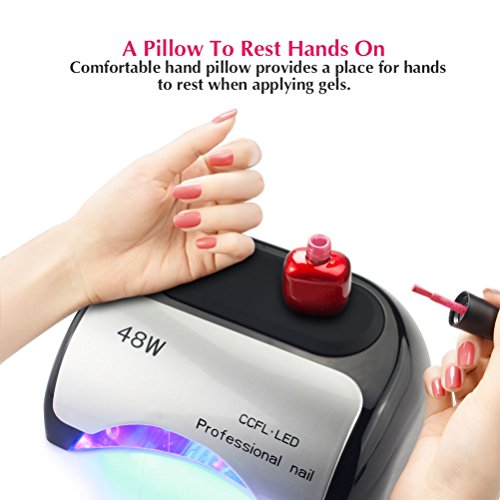 A Pillow To Rest Hands On
Comfortable hand pillow provides a place for hands
to rest when applying gels.
48W
CCFL·LED
Professional nail